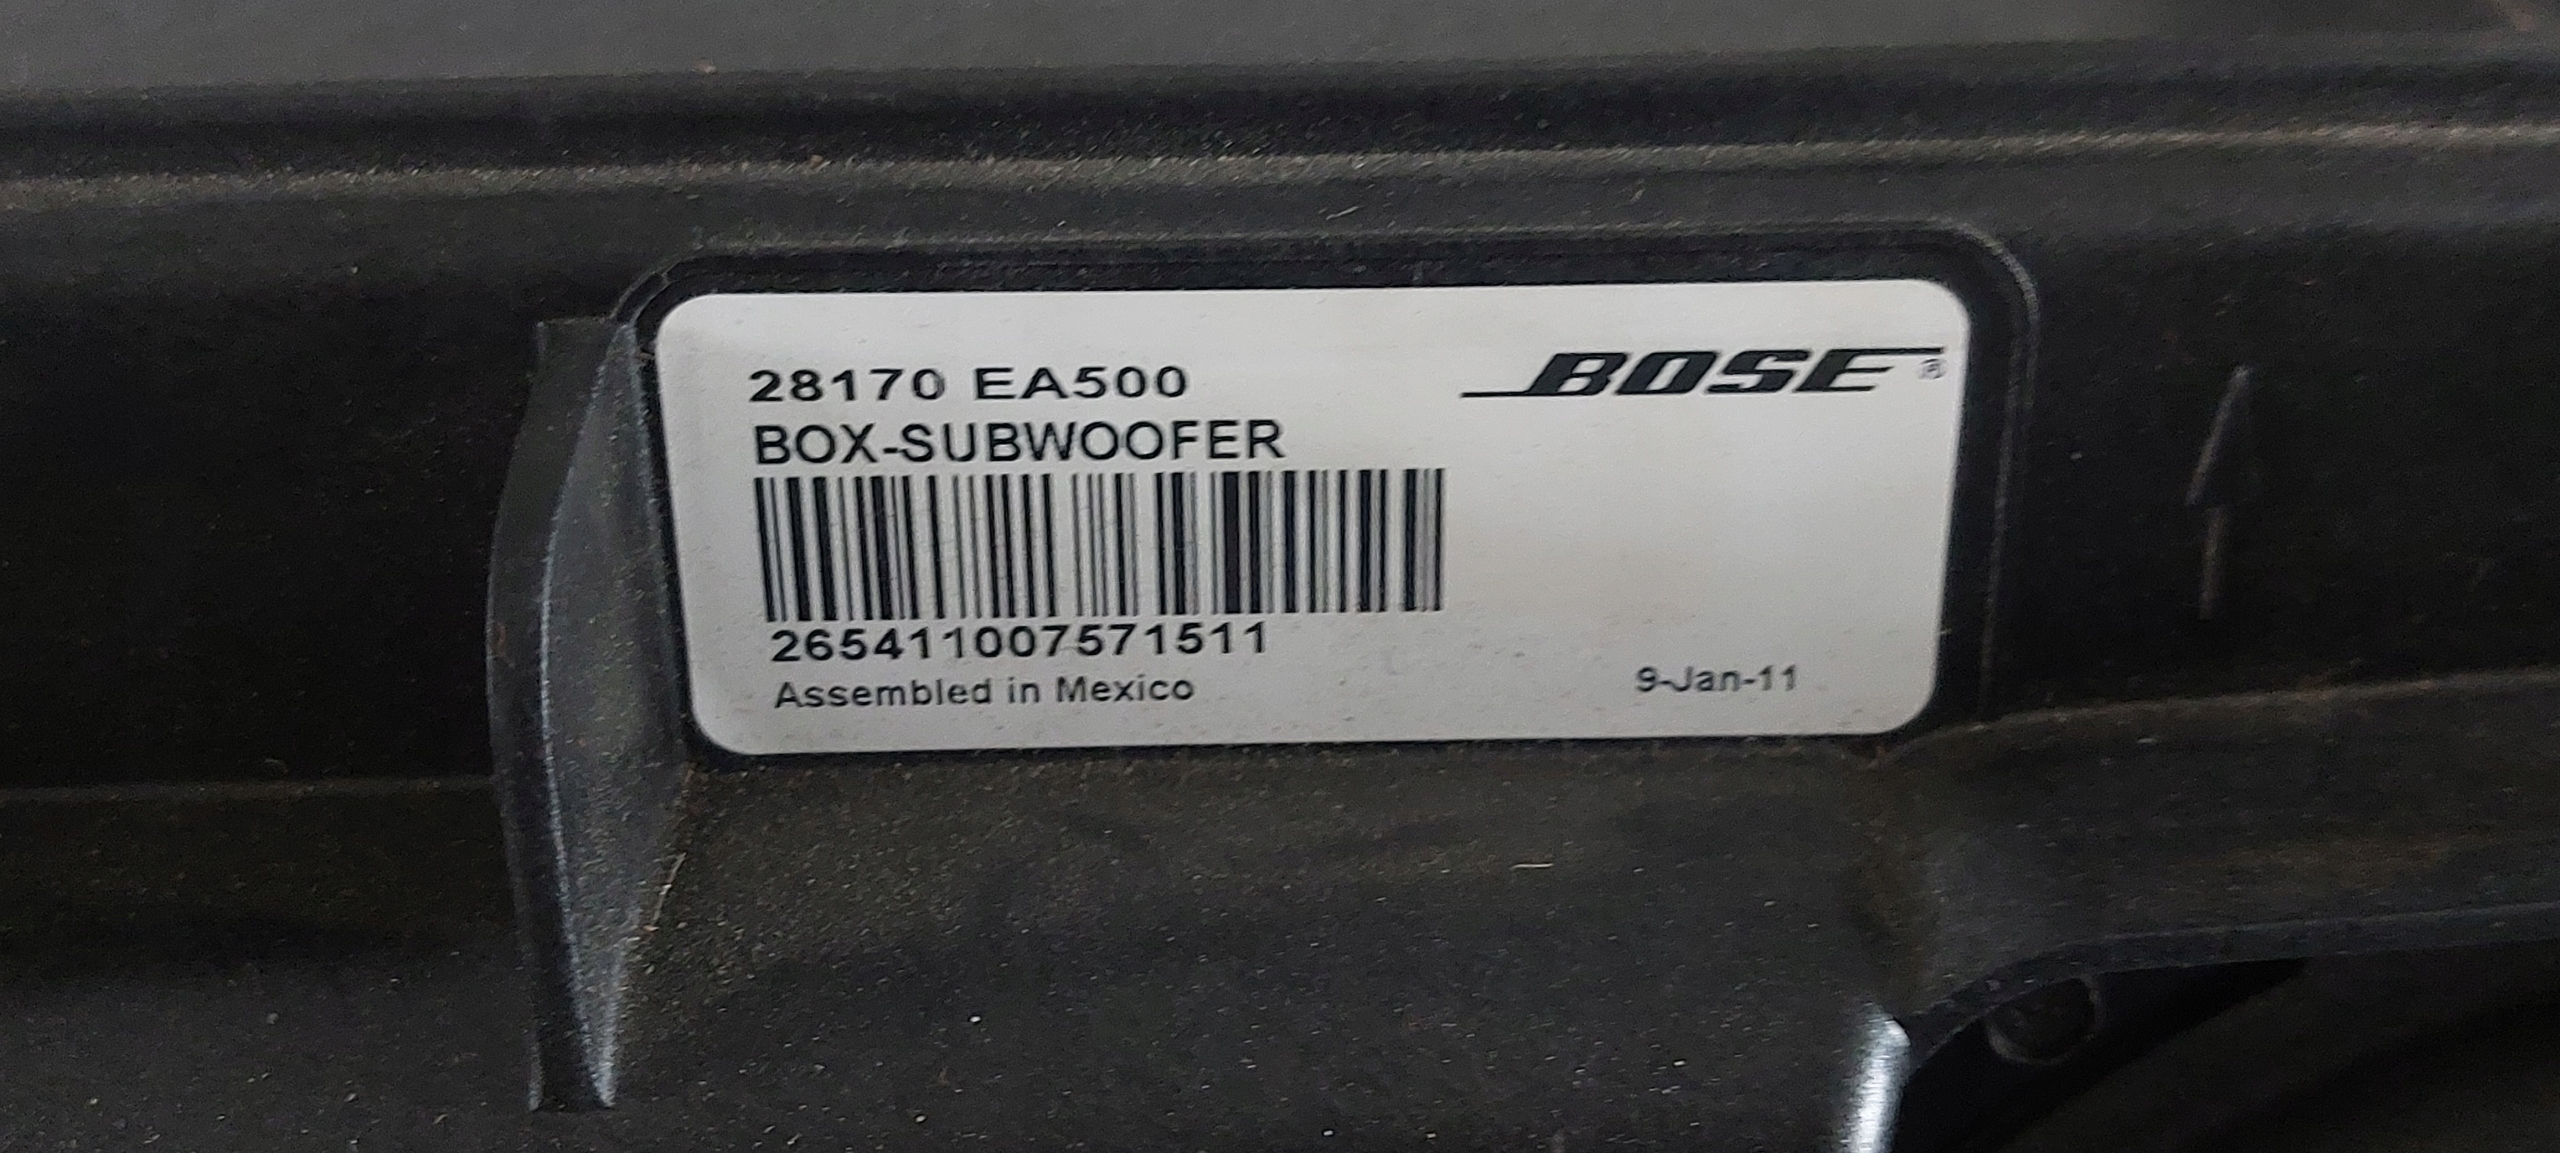 28170 EA500
BOSE®
BOX-SUBWOOFER
265411007571511
Assembled in Mexico
9-Jan-11